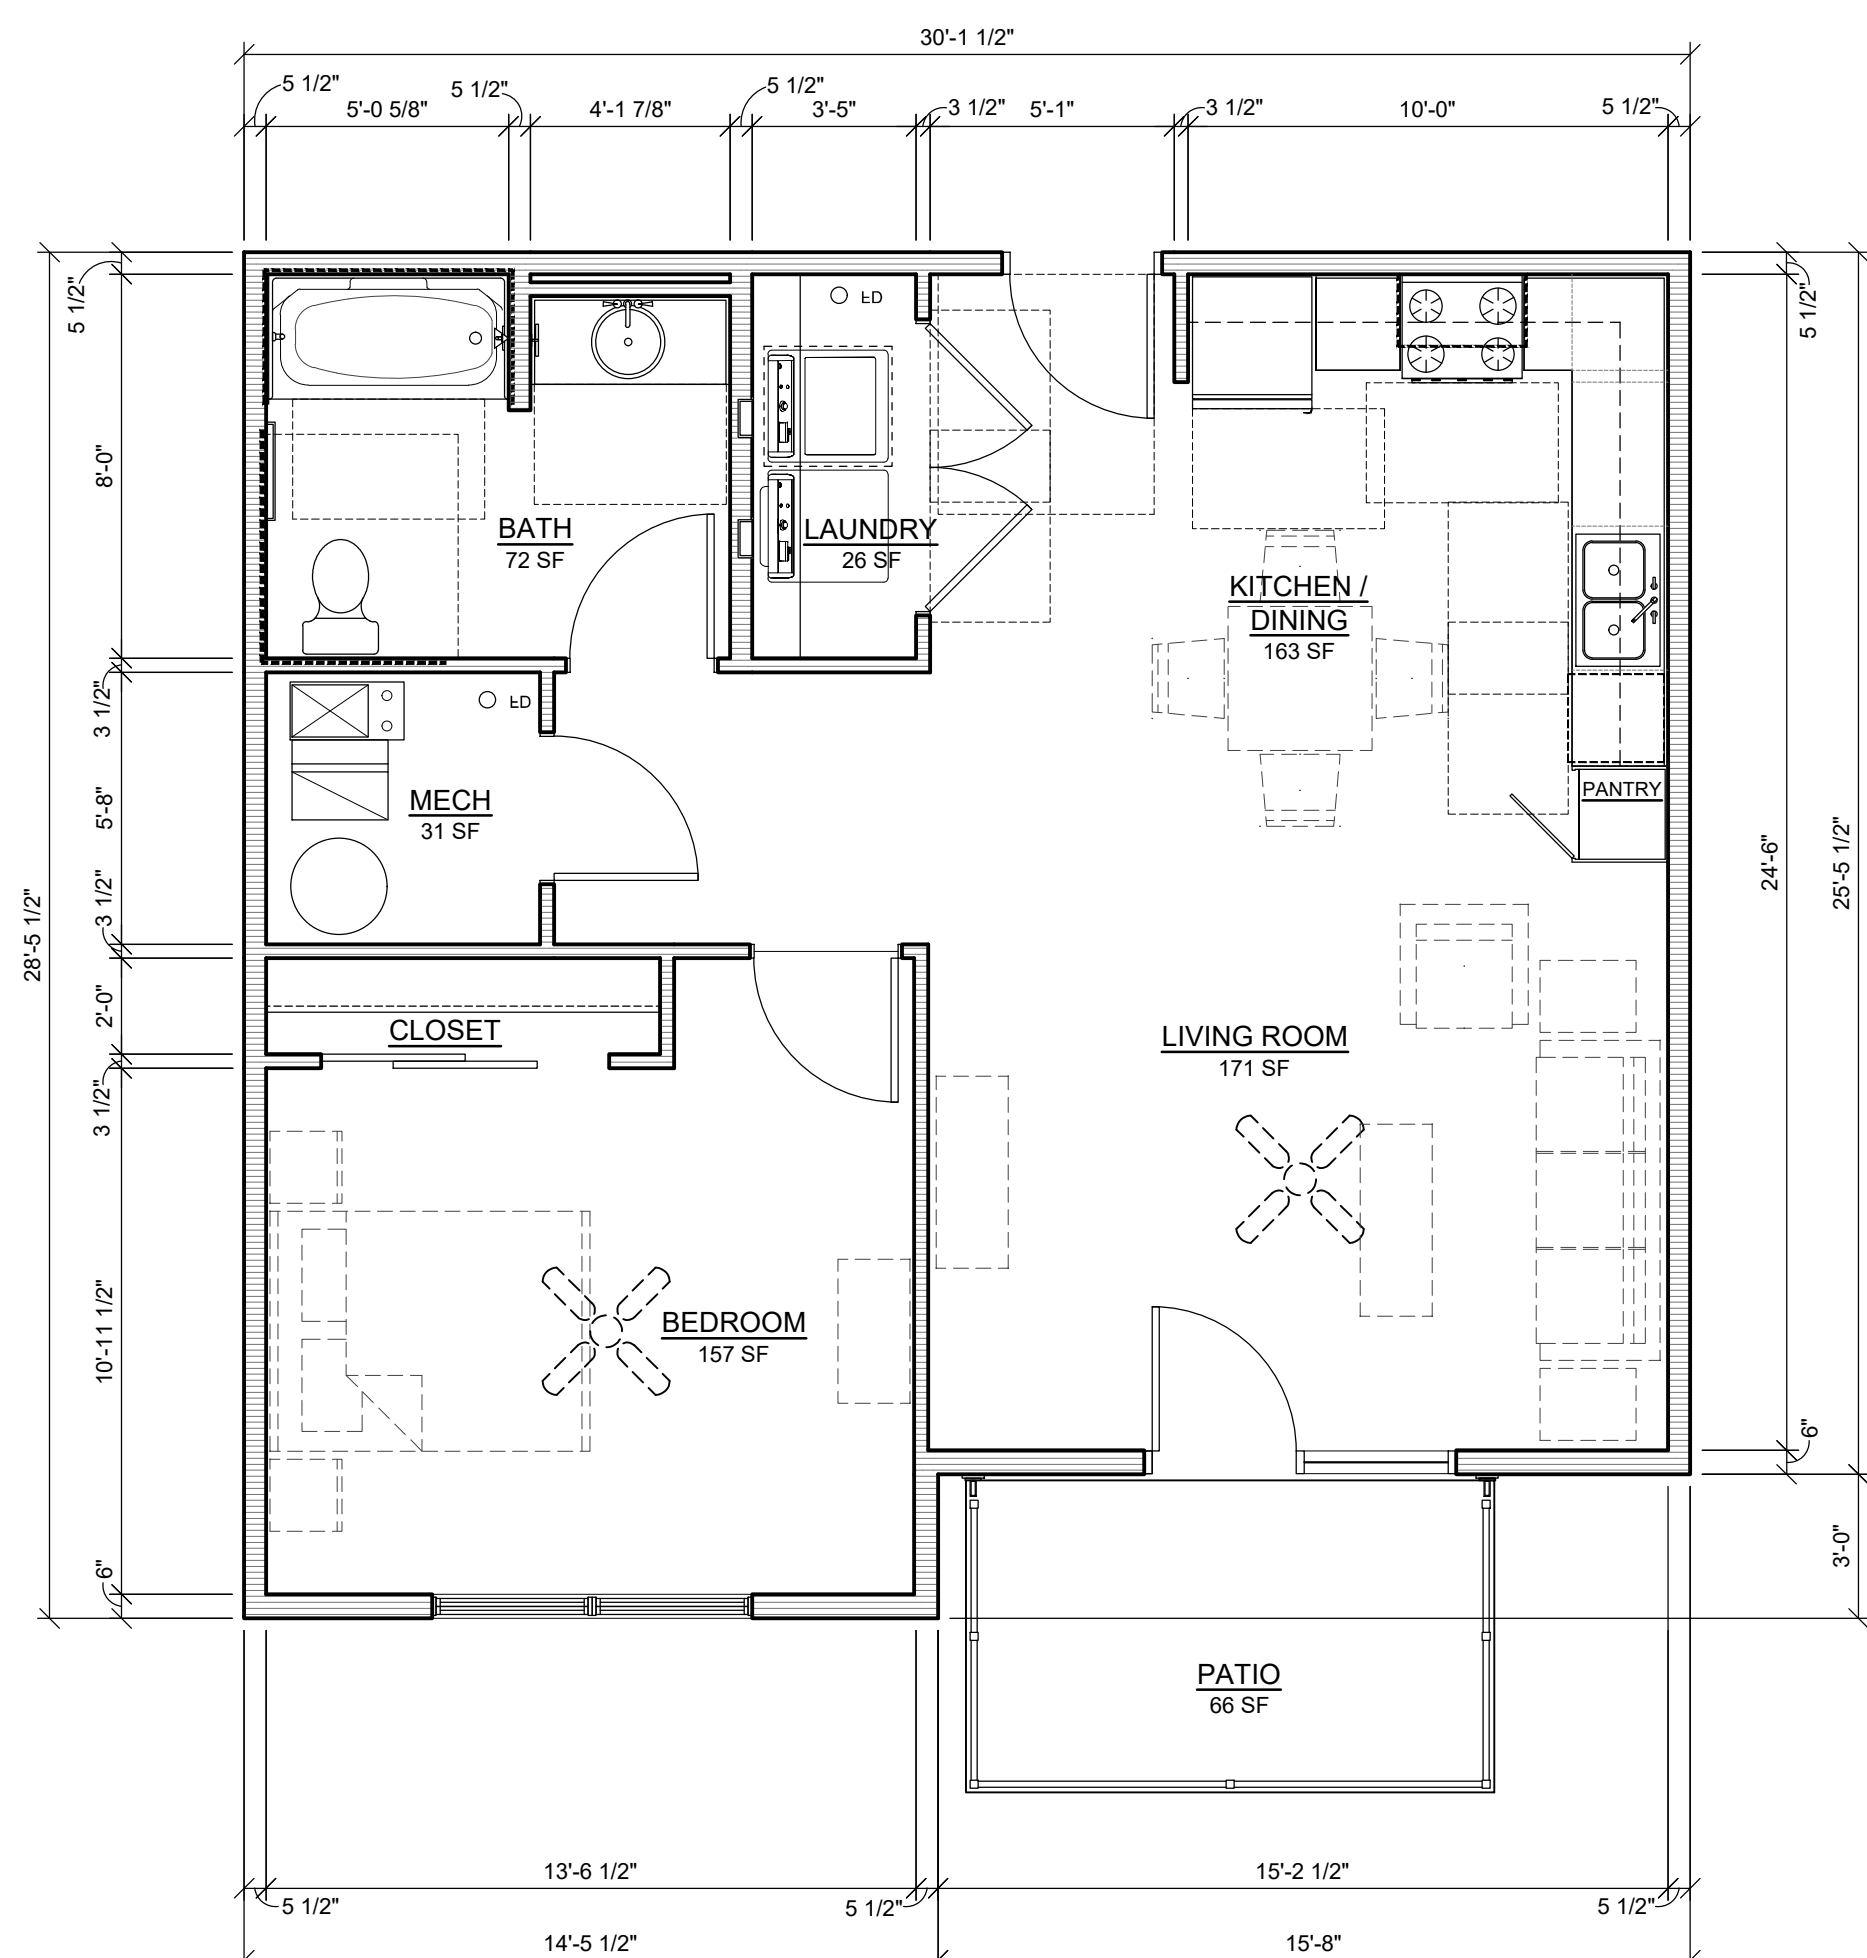 30'-1 1/2"
5 1/2"
5'-0 5/8"
5 1/2"
4'-1 7/8"
5 1/2"
3'-5"
3 1/2"
5'-1"
3 1/2"
10'-0"
5 1/2"
5 1/2"
8'-0"
3 1/2"
5'-8"
3 1/2"
2'-0"
3 1/2"
10'-11 1/2"
6"
28'-5 1/2"
BATH
72 SF
LAUNDRY
26 SF
KITCHEN /
DINING
163 SF
PANTRY
MECH
31 SF
CLOSET
LIVING ROOM
171 SF
BEDROOM
157 SF
PATIO
66 SF
5 1/2"
24'-6"
25'-5 1/2"
6"
3'-0"
13'-6 1/2"
15'-2 1/2"
5 1/2"
5 1/2"
5 1/2"
14'-5 1/2"
15'-8"